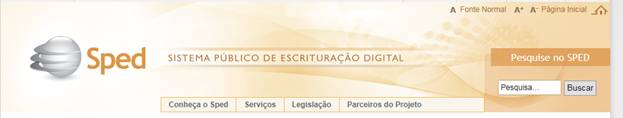 A Fonte Normal A+ A- Página Inicial
Sped
SISTEMA PÚBLICO DE ESCRITURAÇÃO DIGITAL
Pesquise no SPED
Pesquisa... Buscar
Conheça o Sped Serviços Legislação Parceiros do Projeto